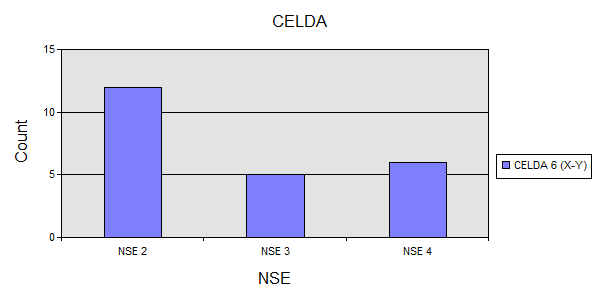 CELDA
15
10
5
0
Count
NSE 2 NSE 3 NSE 4
NSE
CELDA 6 (X-Y)